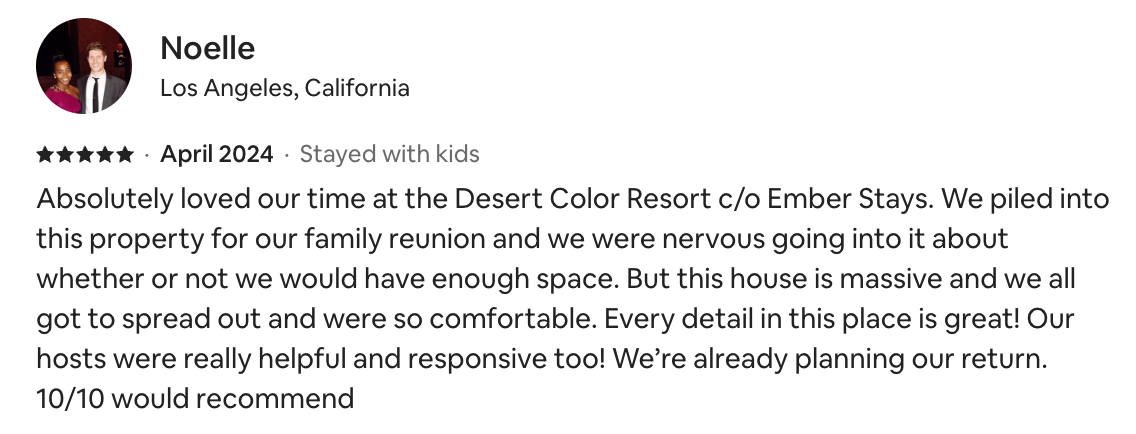 Noelle
Los Angeles, California
★★★★★ · April 2024 · Stayed with kids
Absolutely loved our time at the Desert Color Resort c/o Ember Stays. We piled into
this property for our family reunion and we were nervous going into it about
whether or not we would have enough space. But this house is massive and we all
got to spread out and were so comfortable. Every detail in this place is great! Our
hosts were really helpful and responsive too! We’re already planning our return.
10/10 would recommend